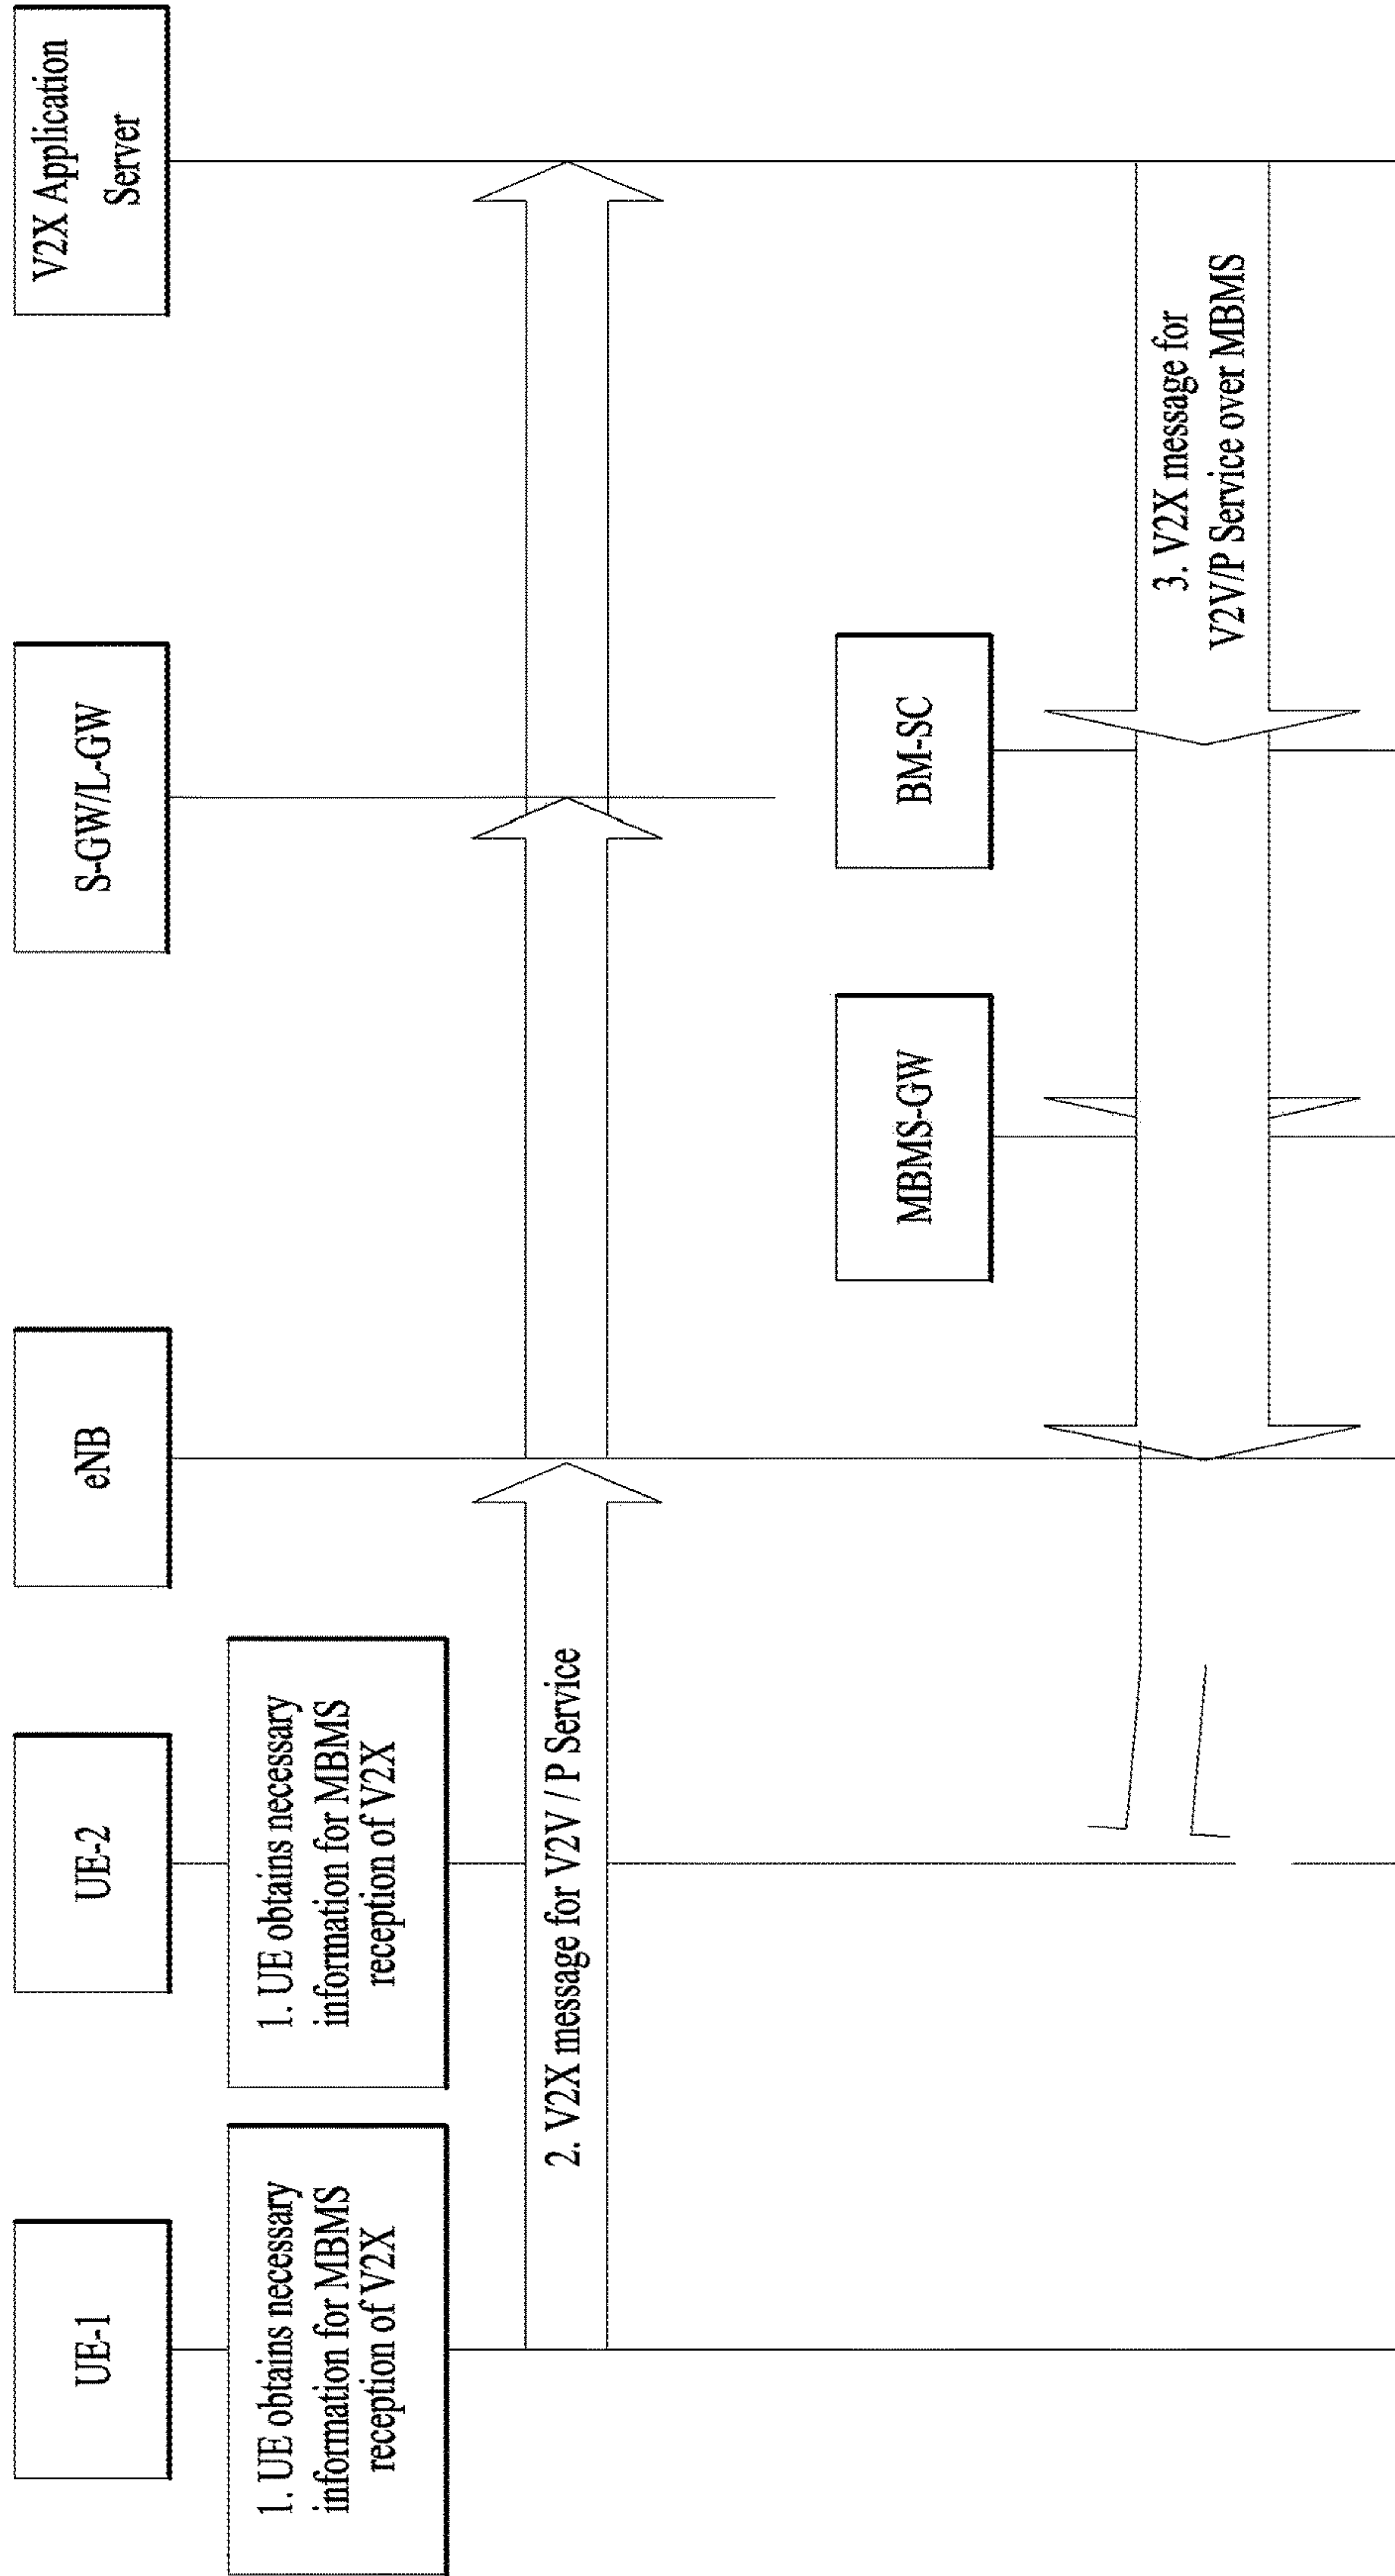 UE-1
UE-2
eNB
S-GW/L-GW
V2X Application
Server
1. UE obtains necessary
information for MBMS
reception of V2X
1. UE obtains necessary
information for MBMS
reception of V2X
2. V2X message for V2V / P Service
MBMS-GW
BM-SC
3. V2X message for
V2V/P Service over MBMS